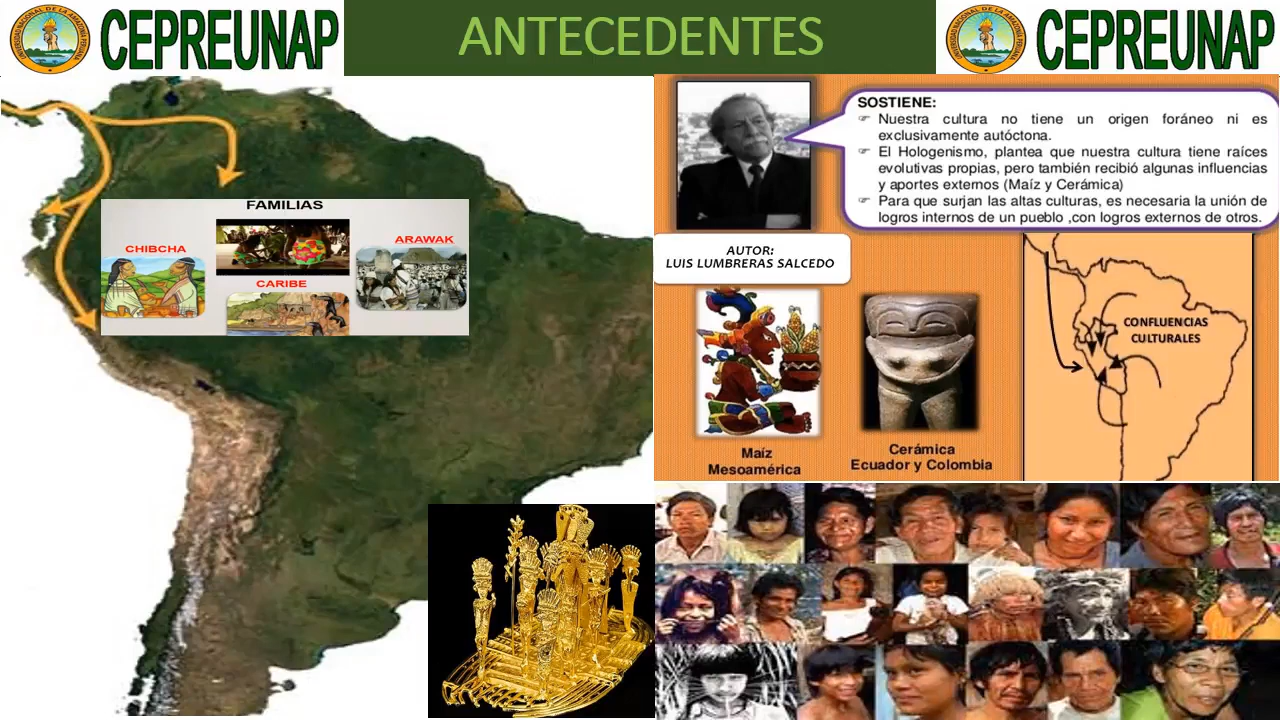 CEPREUNAP
ANTECEDENTES
CEPREUNAP
FAMILIAS
CHIBCHA
ARAWAK
CARIBE
SOSTIENE:
☞ Nuestra cultura no tiene un origen foráneo ni es
exclusivamente autóctona.
☞ El Hologenismo, plantea que nuestra cultura tiene raíces
evolutivas propias, pero también recibió algunas influencias
y aportes externos (Maíz y Cerámica)
☞ Para que surjan las altas culturas, es necesaria la unión de
logros internos de un pueblo ,con logros externos de otros.
AUTOR:
LUIS LUMBRERAS SALCEDO
CONFLUENCIAS
CULTURALES
Maíz
Mesoamérica
Cerámica
Ecuador y Colombia